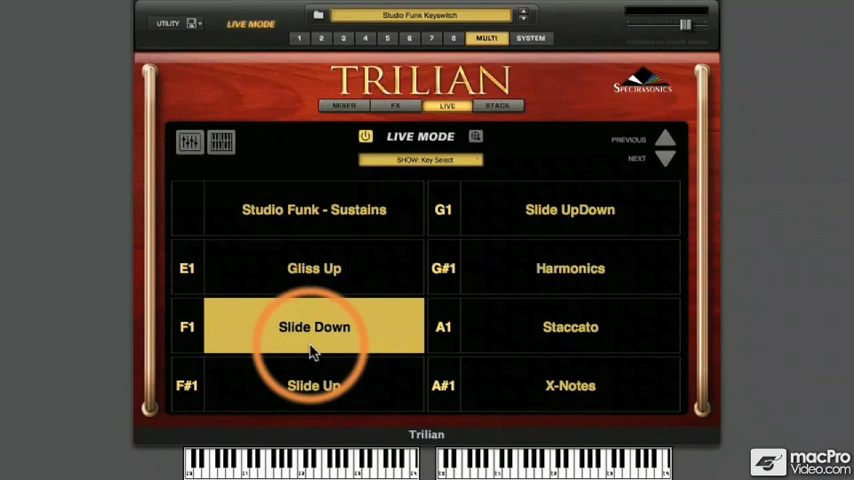 Studio Funk Keyswitch
UTILITY
LIVE MODE
1 2 3 4 5 6 7 8 MULTI SYSTEM
TRILIAN
SPECTRASONICS
MIXER FX LIVE STACK
LIVE MODE
SHOW: Key Select
PREVIOUS
NEXT
Studio Funk - Sustains
G1 Slide UpDown
E1 Gliss Up
G#1 Harmonics
F1 Slide Down
A1 Staccato
F#1 Slide Up
A#1 X-Notes
Trilian
macPro
Video.com